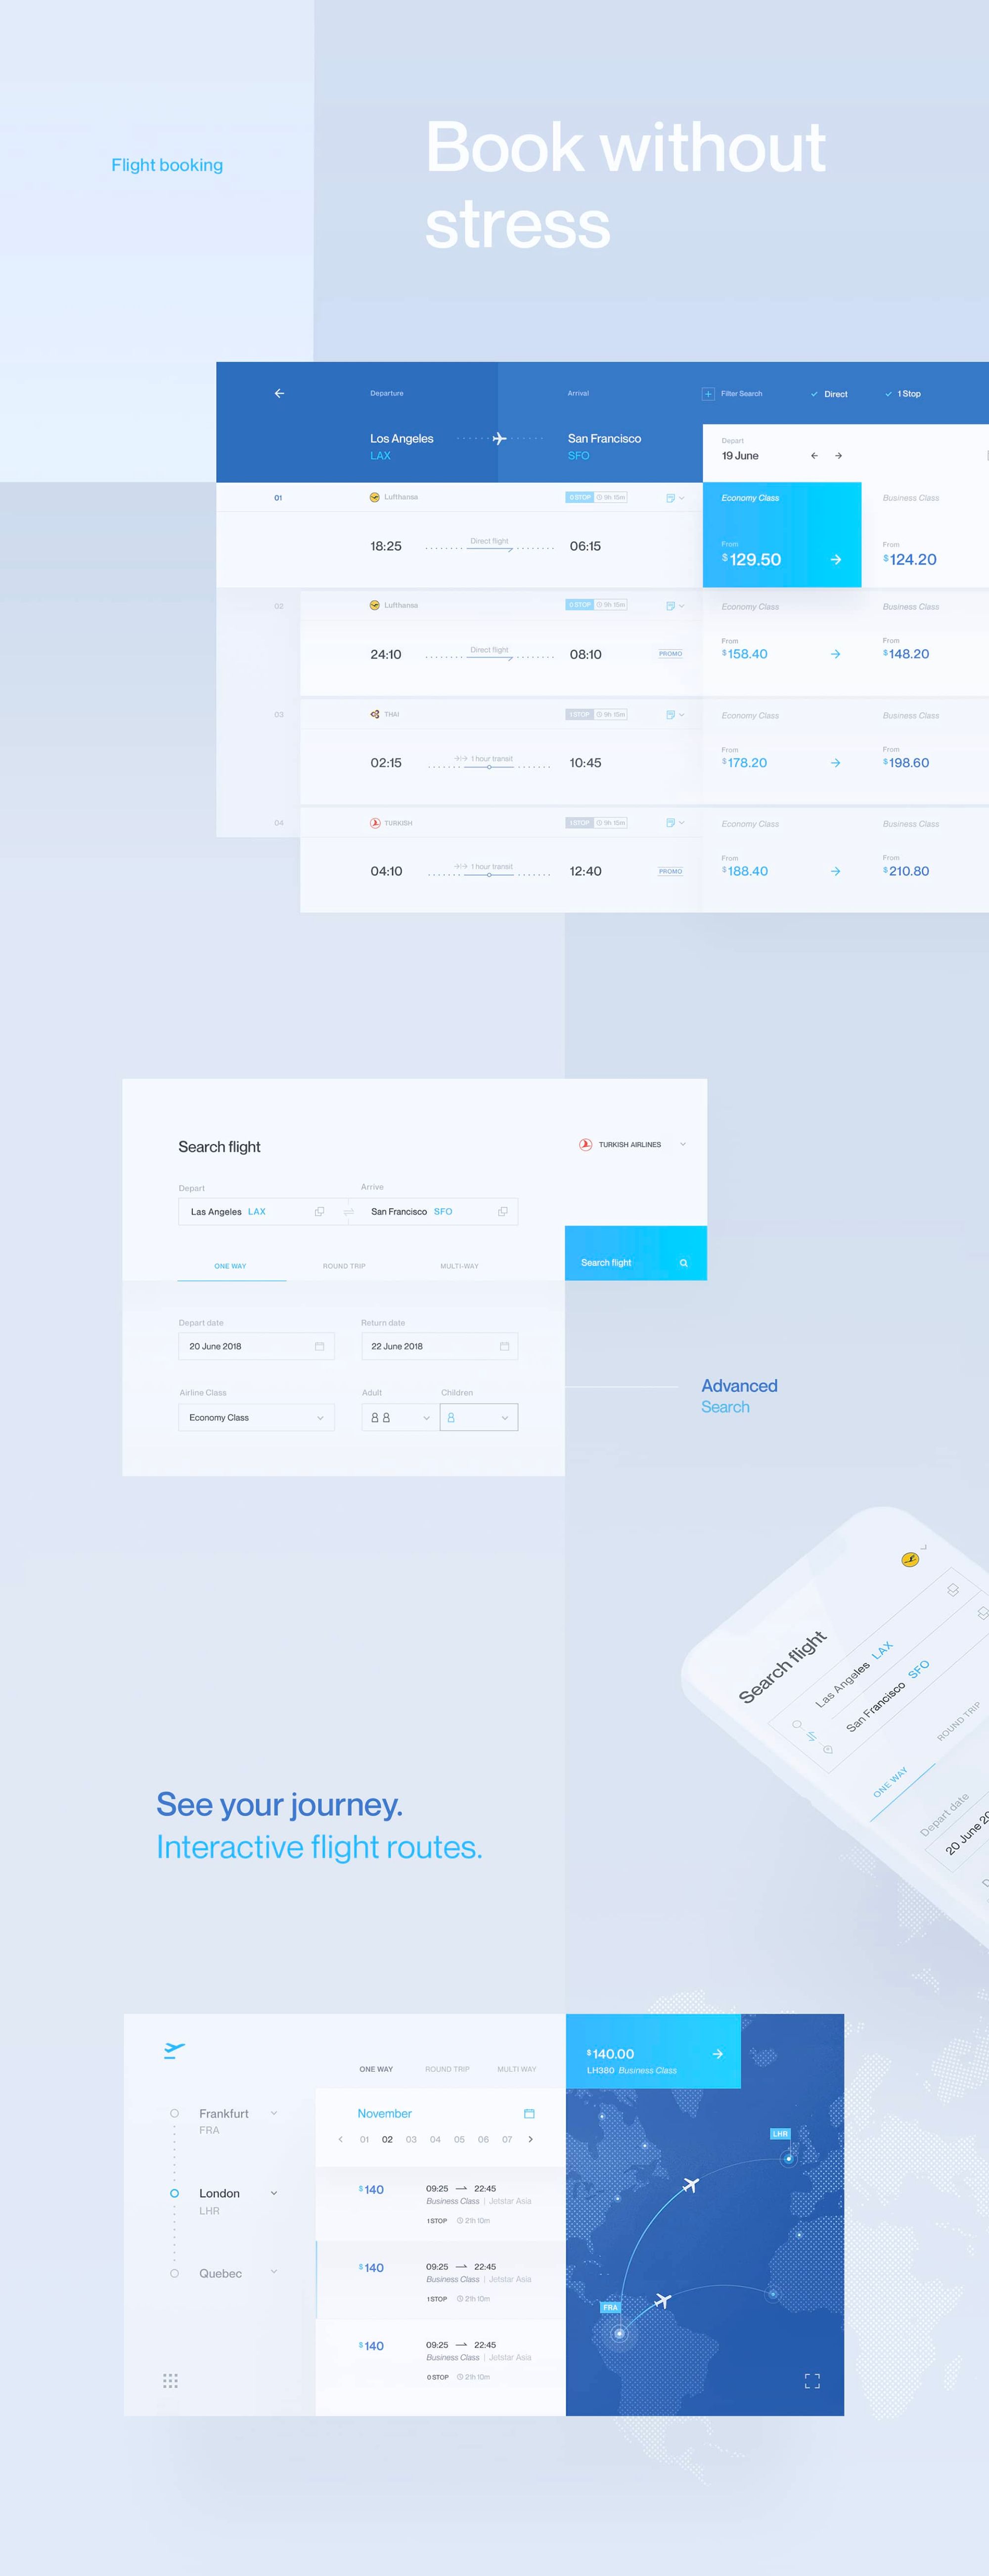 Flight booking
Book without
stress
Departure
Arrival
Filter Search
Direct
1 Stop
Los Angeles
San Francisco
LAX
SFO
Depart
19 June
01
Lufthansa
0 STOP 9h 15m
Economy Class
Business Class
18:25
Direct flight
06:15
From
$129.50
From
$124.20
02
Lufthansa
0 STOP 9h 15m
Economy Class
Business Class
24:10
Direct flight
08:10
PROMO
From
$158.40
From
$148.20
03
THAI
1 STOP 9h 15m
Economy Class
Business Class
02:15
1 hour transit
10:45
From
$178.20
From
$198.60
04
TURKISH
1 STOP 9h 15m
Economy Class
Business Class
04:10
1 hour transit
12:40
PROMO
From
$188.40
From
$210.80
Search flight
TURKISH AIRLINES
Depart
Arrive
Los Angeles LAX
San Francisco SFO
ONE WAY
ROUND TRIP
MULTI-WAY
Search flight
Depart date
Return date
20 June 2018
22 June 2018
Airline Class
Adult
Children
Economy Class
Advanced
Search
Search flight
Los Angeles LAX
San Francisco SFO
ONE WAY
ROUND TRIP
Depart date
20 June 20
See your journey.
Interactive flight routes.
ONE WAY
ROUND TRIP
MULTI WAY
$140.00
LH380 Business Class
Frankfurt
FRA
London
LHR
Quebec
November
01 02 03 04 05 06 07
$140
09:25 22:45
Business Class | Jetstar Asia
1 STOP 21h 10m
$140
09:25 22:45
Business Class | Jetstar Asia
1 STOP 21h 10m
$140
09:25 22:45
Business Class | Jetstar Asia
0 STOP 21h 10m
LHR
FRA